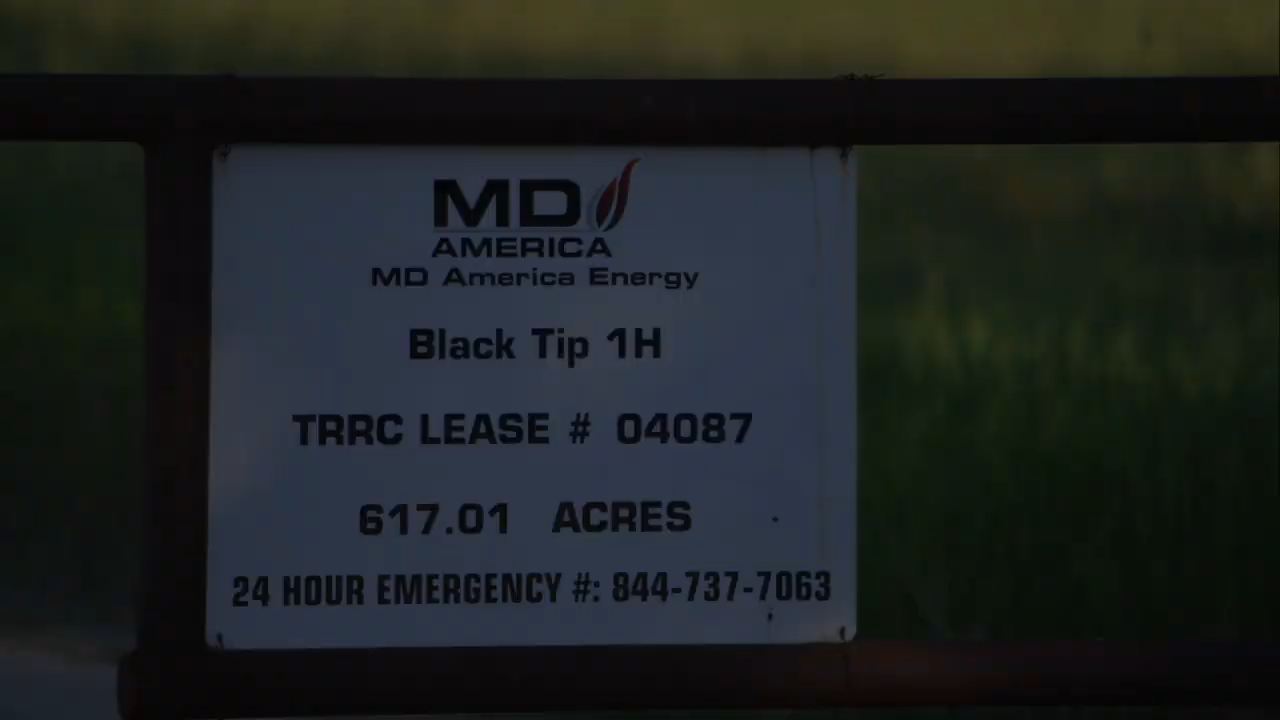 MD
AMERICA
MD America Energy
Black Tip 1H
TRRC LEASE # 04087
617.01 ACRES
24 HOUR EMERGENCY #: 844-737-7063